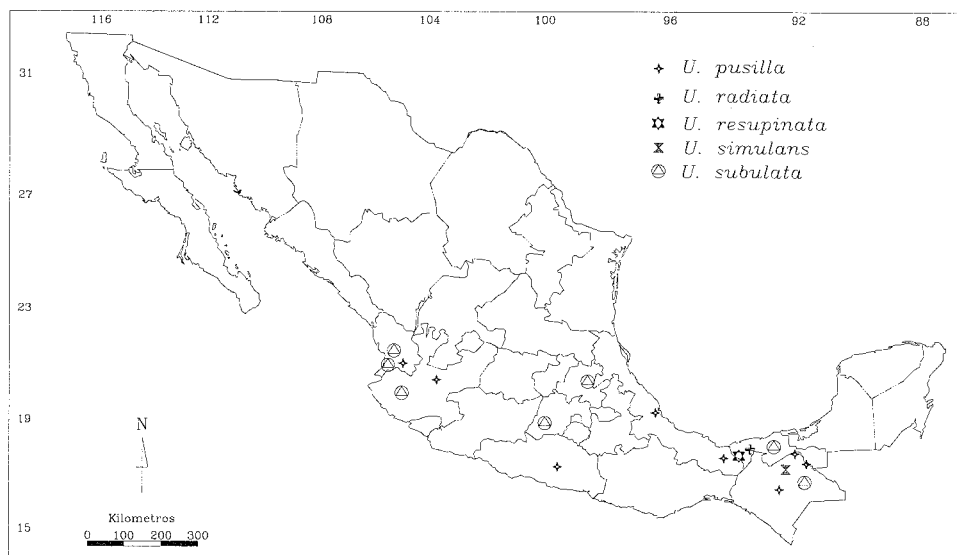 116 112 108 104 100 96 92 88
31
27
23
19
15
U. pusilla
U. radiata
U. resupinata
U. simulans
U. subulata
N
Kilometros
0 100 200 300